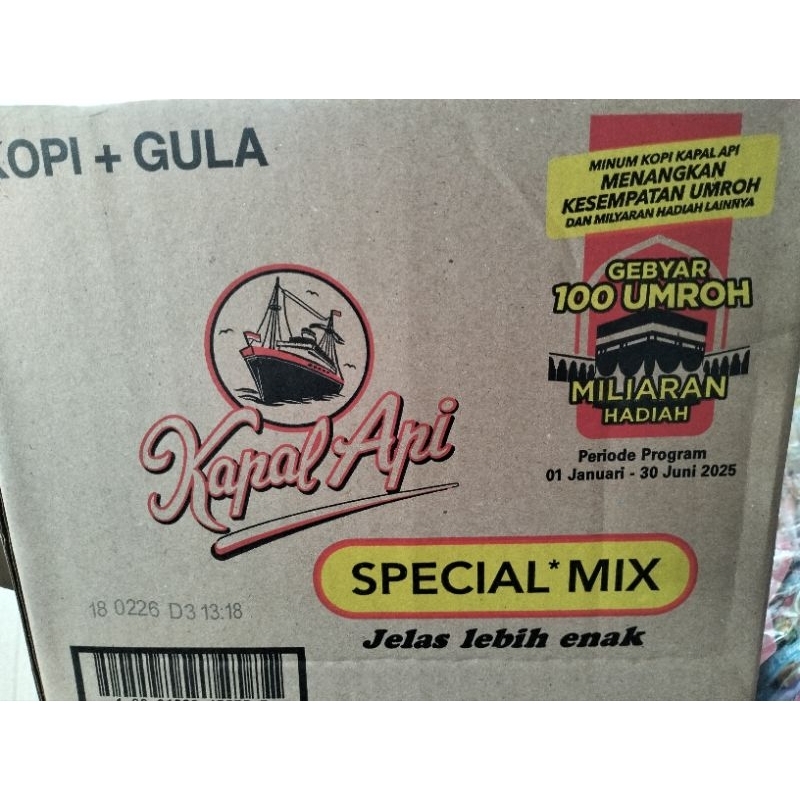 KOPI + GULA
MINUM KOPI KAPAL API
MENANGKAN
KESEMPATAN UMROH
DAN MILYARAN HADIAH LAINNYA
GEBYAR
100 UMROH
MILIARAN
HADIAH
Periode Program
01 Januari - 30 Juni 2025
Kapal Api
SPECIAL* MIX
Jelas lebih enak
18 0226 D3 13:18